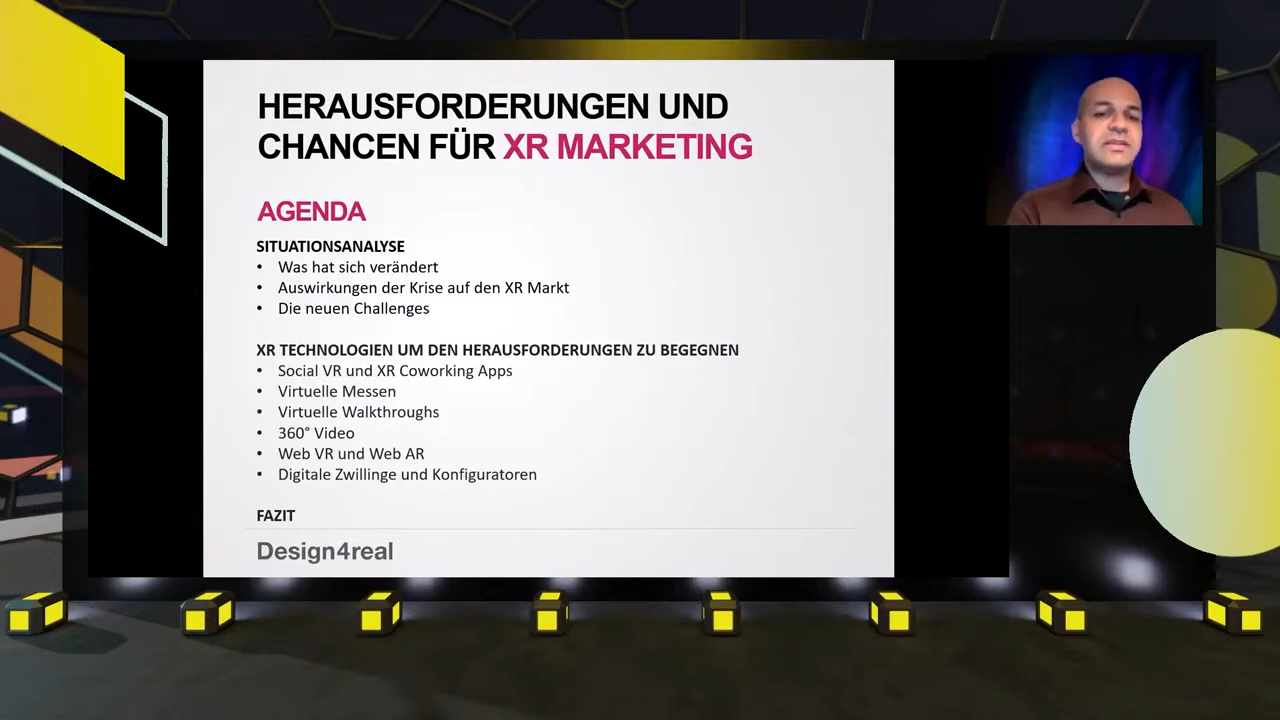 HERAUSFORDERUNGEN UND
CHANCEN FÜR XR MARKETING
AGENDA
SITUATIONSANALYSE
• Was hat sich verändert
• Auswirkungen der Krise auf den XR Markt
• Die neuen Challenges
XR TECHNOLOGIEN UM DEN HERAUSFORDERUNGEN ZU BEGEGNEN
• Social VR und XR Coworking Apps
• Virtuelle Messen
• Virtuelle Walkthroughs
• 360° Video
• Web VR und Web AR
• Digitale Zwillinge und Konfiguratoren
FAZIT
Design4real